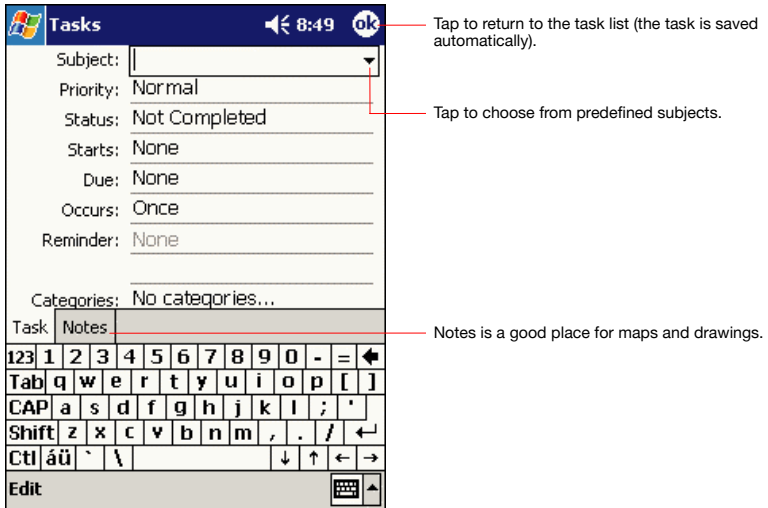 Tasks 8:49 ok
Subject:
Priority: Normal
Status: Not Completed
Starts: None
Due: None
Occurs: Once
Reminder: None
Categories: No categories...
Task Notes
123 1 2 3 4 5 6 7 8 9 0 - = 
Tab q w e r t y u i o p [ ]
CAP a s d f g h j k l ; '
Shift z x c v b n m , . /
Ctl áü ` \ ↓ ↑ ← →
Edit
Tap to return to the task list (the task is saved
automatically).
Tap to choose from predefined subjects.
Notes is a good place for maps and drawings.